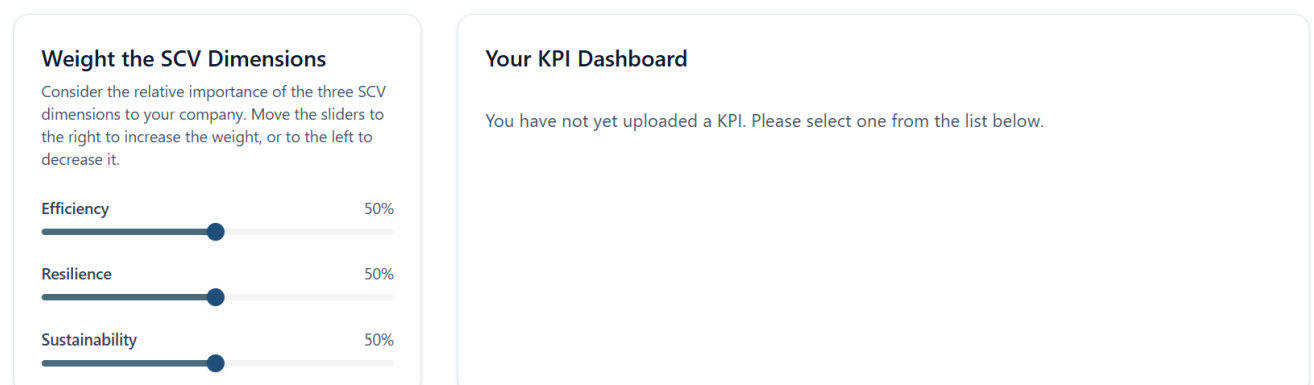 Weight the SCV Dimensions
Consider the relative importance of the three SCV
dimensions to your company. Move the sliders to
the right to increase the weight, or to the left to
decrease it.
Efficiency 50%
Resilience 50%
Sustainability 50%
Your KPI Dashboard
You have not yet uploaded a KPI. Please select one from the list below.